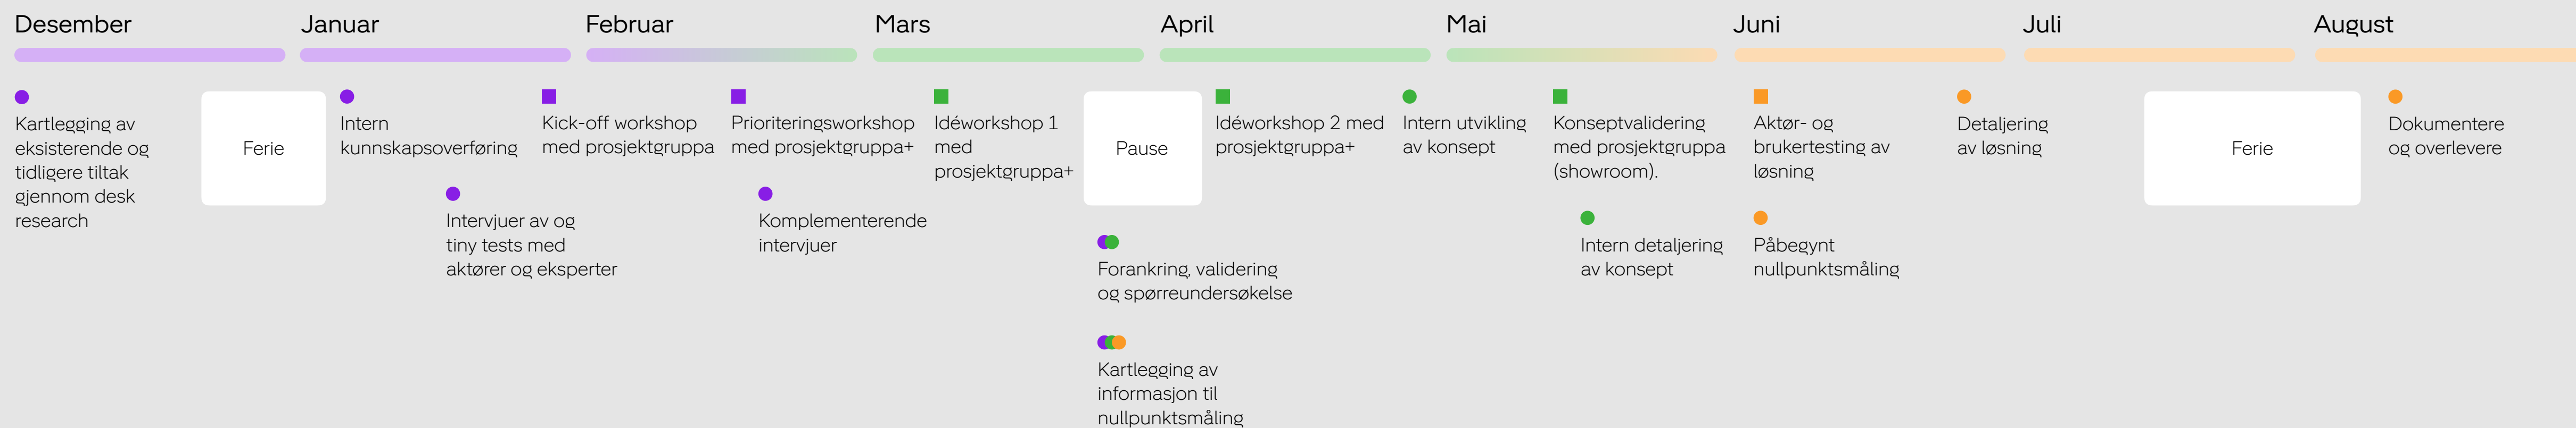 Desember
Januar
Februar
Mars
April
Mai
Juni
Juli
August
Kartlegging av
eksisterende og
tidligere tiltak
gjennom desk
research
Ferie
Intern
kunnskapsoverføring
Intervjuer av og
tiny tests med
aktører og eksperter
Kick-off workshop
med prosjektgruppa
Prioriteringsworkshop
med prosjektgruppa+
Komplementerende
intervjuer
Idéworkshop 1
med
prosjektgruppa+
Pause
Forankring, validering
og spørreundersøkelse
Kartlegging av
informasjon til
nullpunktsmåling
Idéworkshop 2 med
prosjektgruppa+
Intern utvikling
av konsept
Konseptvalidering
med prosjektgruppa
(showroom).
Intern detaljering
av konsept
Aktør- og
brukertesting av
løsning
Påbegynt
nullpunktsmåling
Detaljering
av løsning
Ferie
Dokumentere
og overlevere